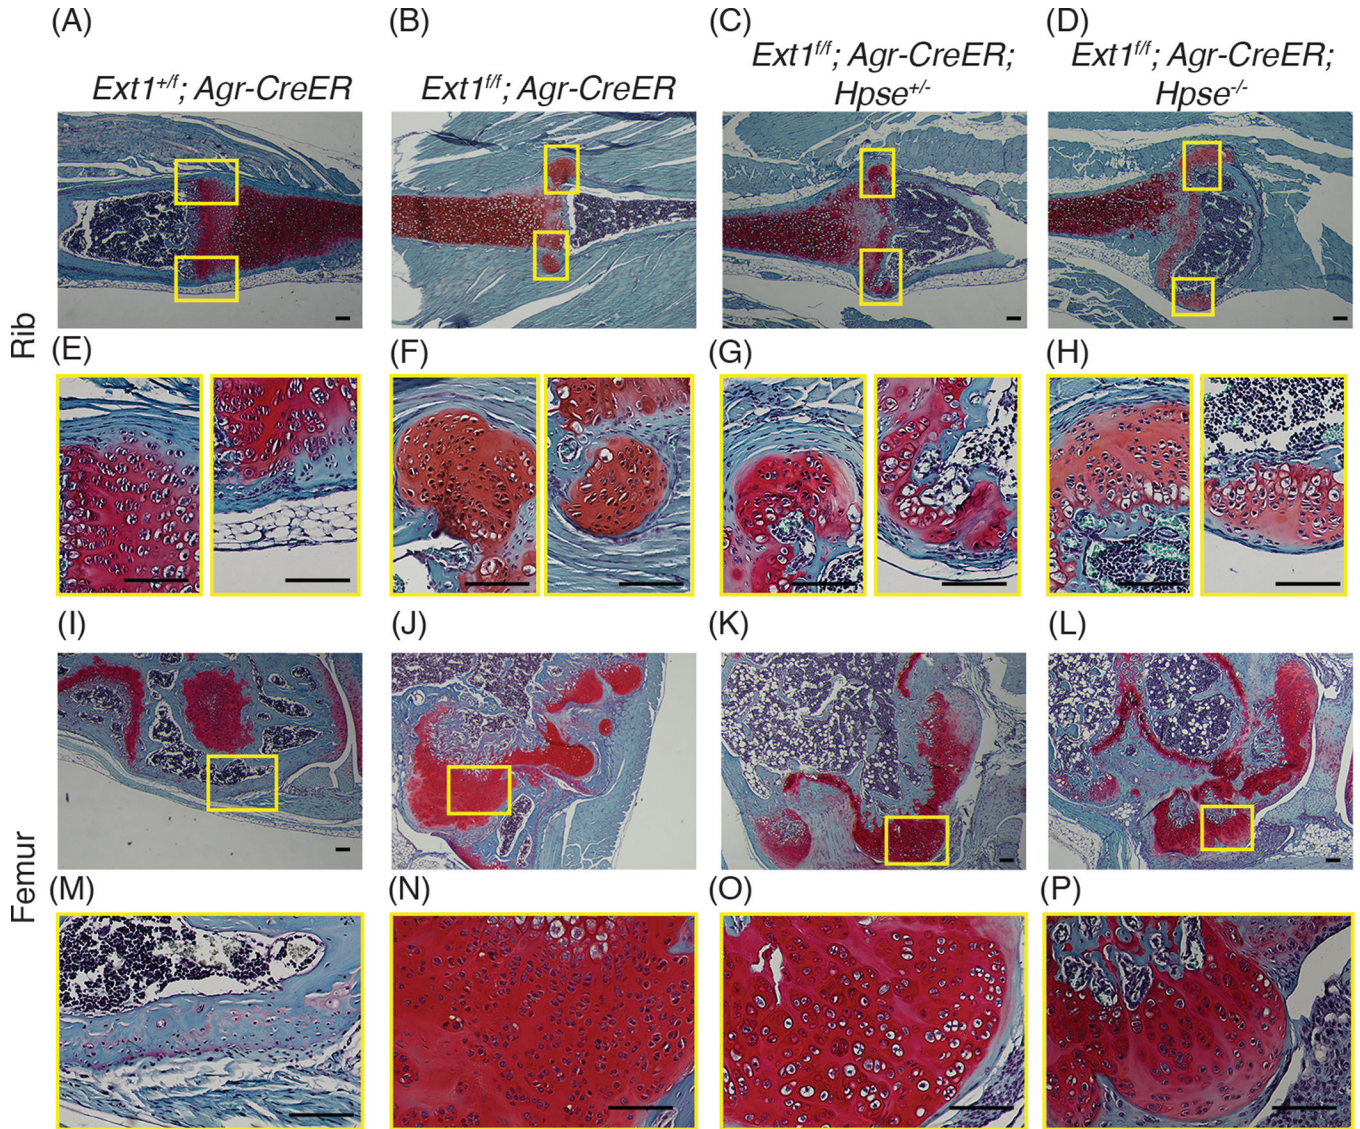 (A)
(B)
(C)
(D)
Ext1+/f; Agr-CreER
Ext1f/f; Agr-CreER
Ext1f/f; Agr-CreER;
Hpse+/-
Ext1f/f; Agr-CreER;
Hpse-/-
Rib
(E)
(F)
(G)
(H)
(I)
(J)
(K)
(L)
Femur
(M)
(N)
(O)
(P)